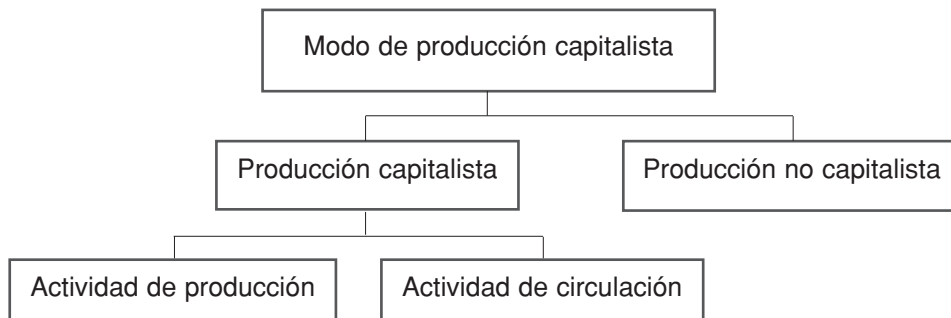 Modo de producción capitalista
Producción capitalista
Producción no capitalista
Actividad de producción
Actividad de circulación